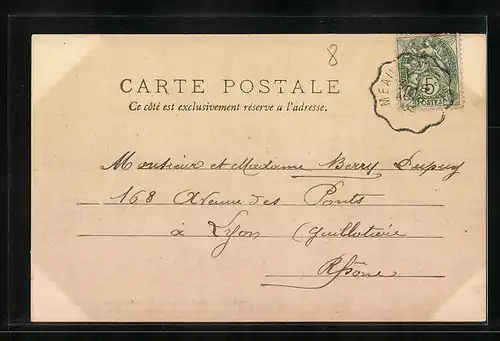 8
CARTE POSTALE
Ce côté est exclusivement réservé a l'adresse.
5
POSTES
Monsieur et Madame Berry Dupuy
168 Avenue des Ponts
à Lyon (Guillotière
Rhône